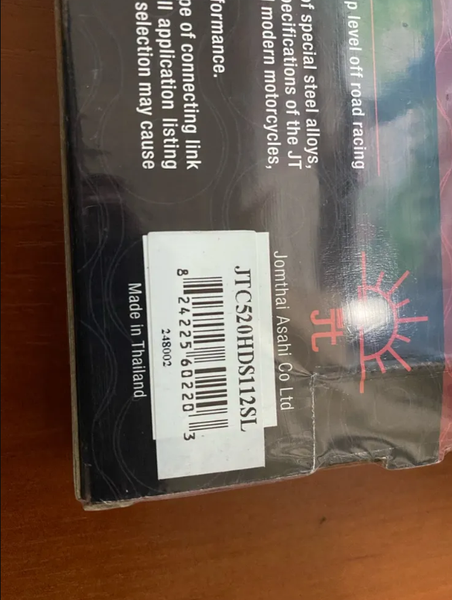 p level off road racing
of special steel alloys,
pecifications of the JT
modern motorcycles,
formance.
pe of connecting link
ll application listing
selection may cause
JT
Jomthai Asahi Co Ltd
JTC520HDS112SL
8 24225 60220 3
248002
Made in Thailand